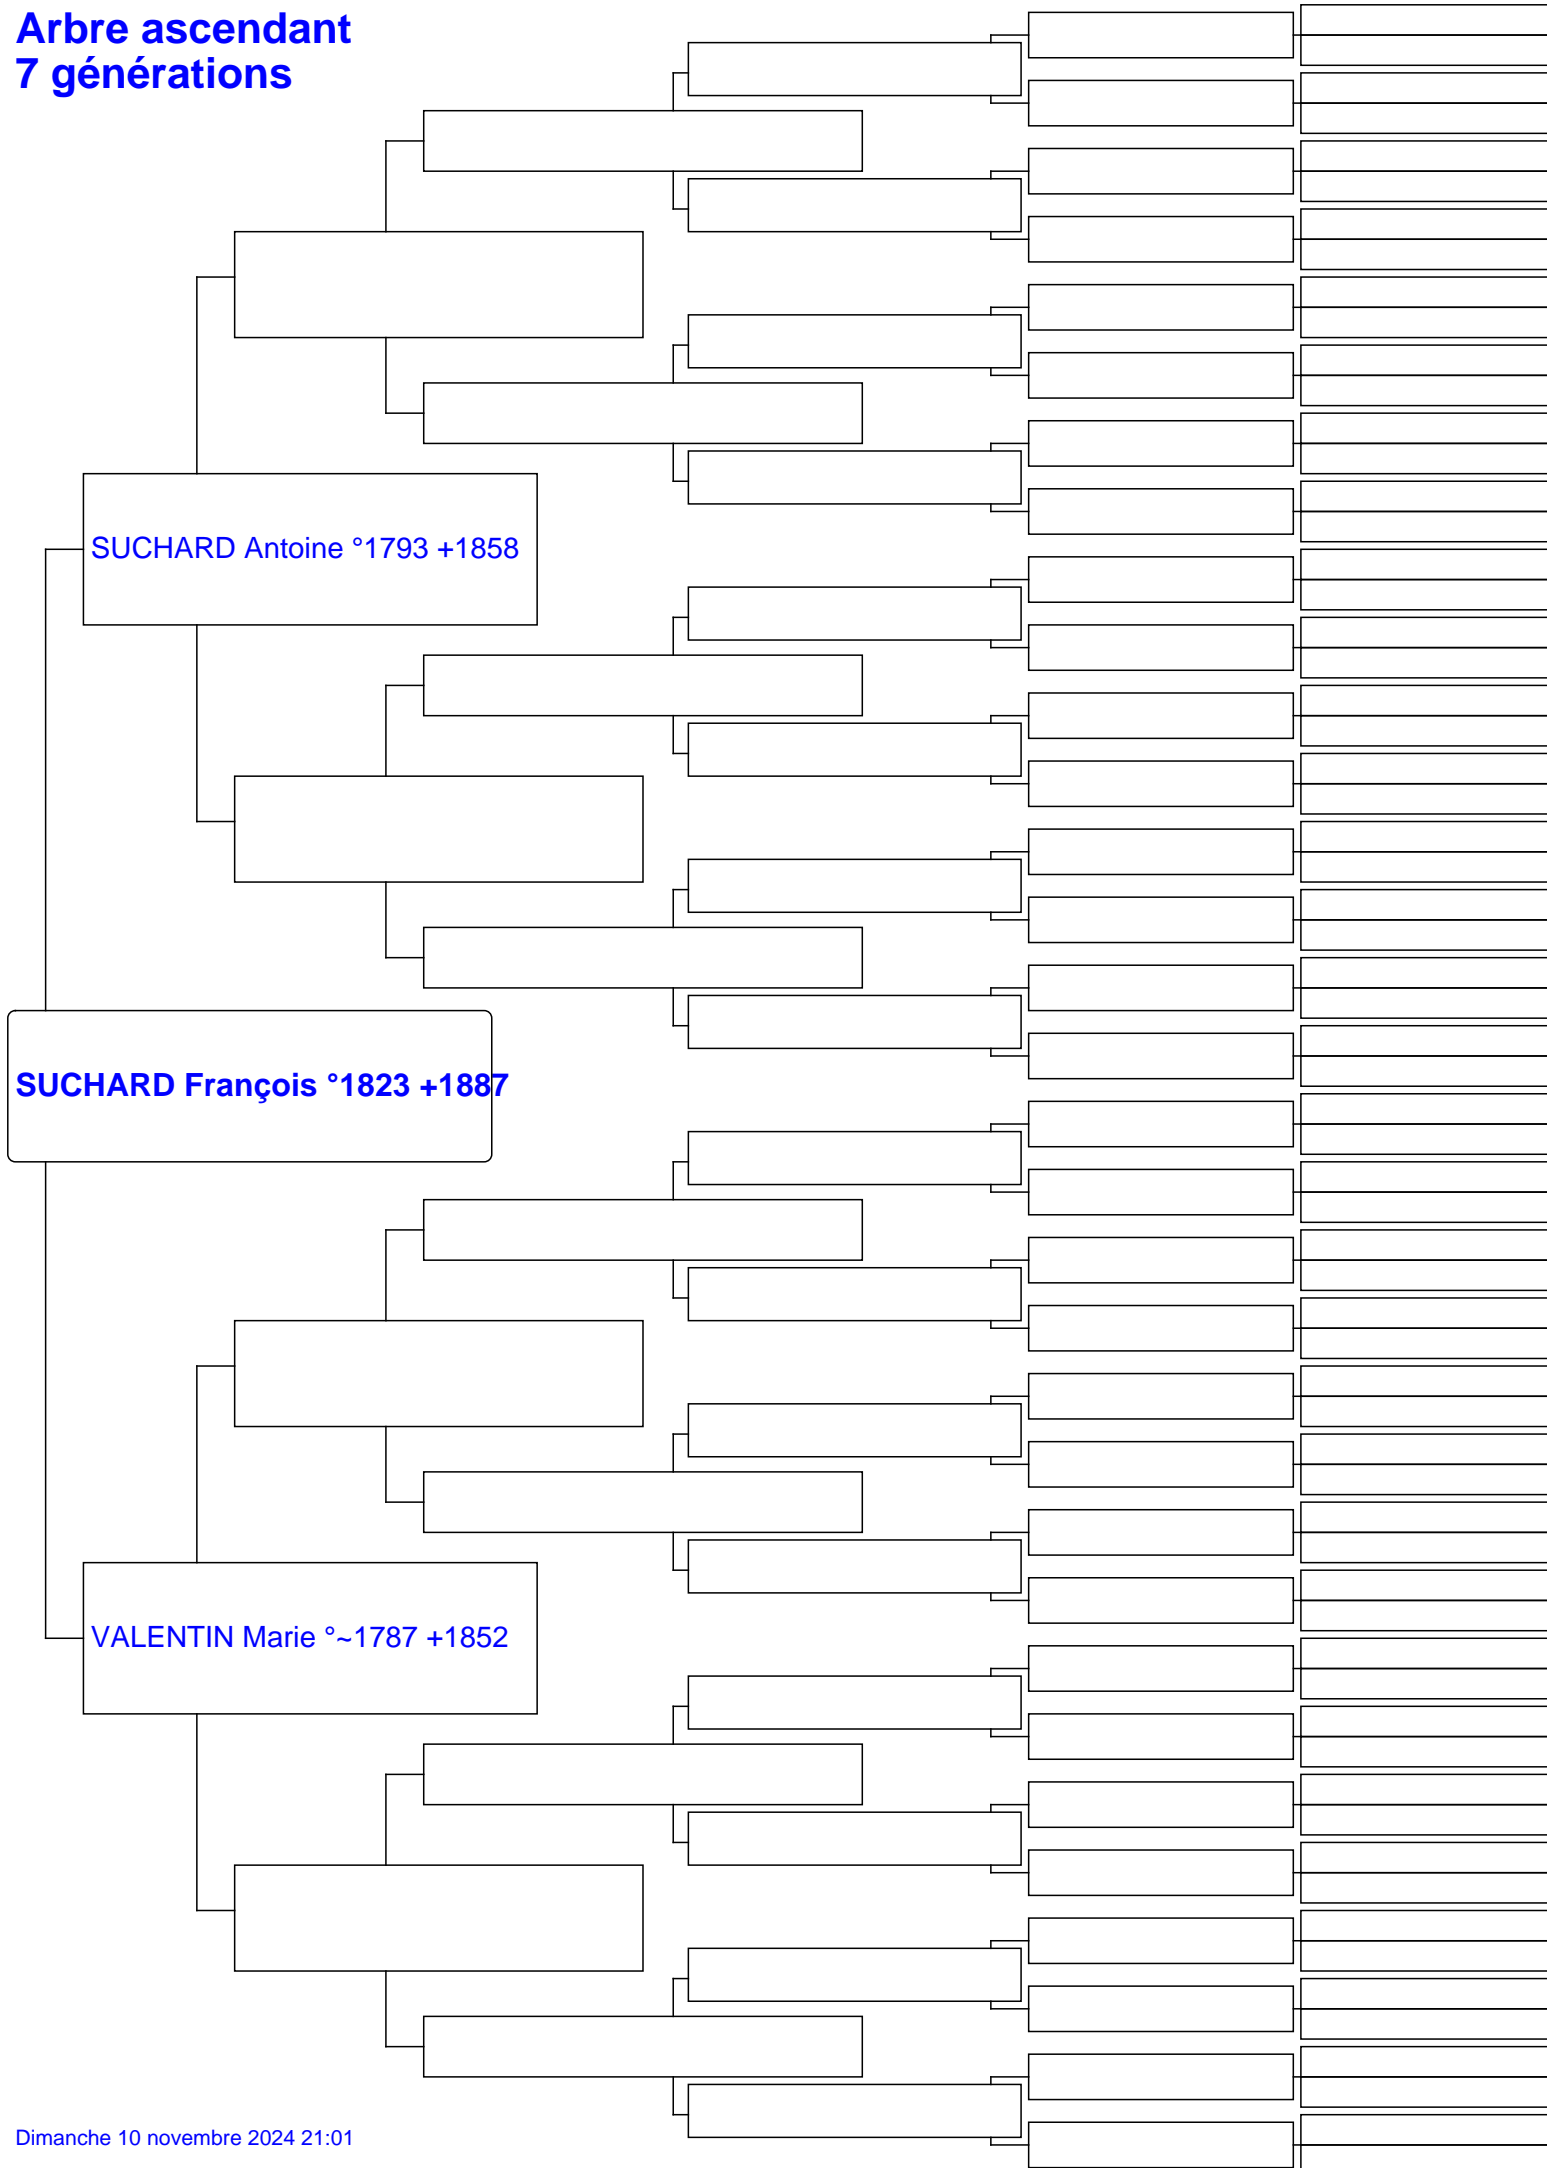 Arbre ascendant
7 générations
SUCHARD Antoine °1793 +1858
SUCHARD François °1823 +1887
VALENTIN Marie °~1787 +1852
Dimanche 10 novembre 2024 21:01